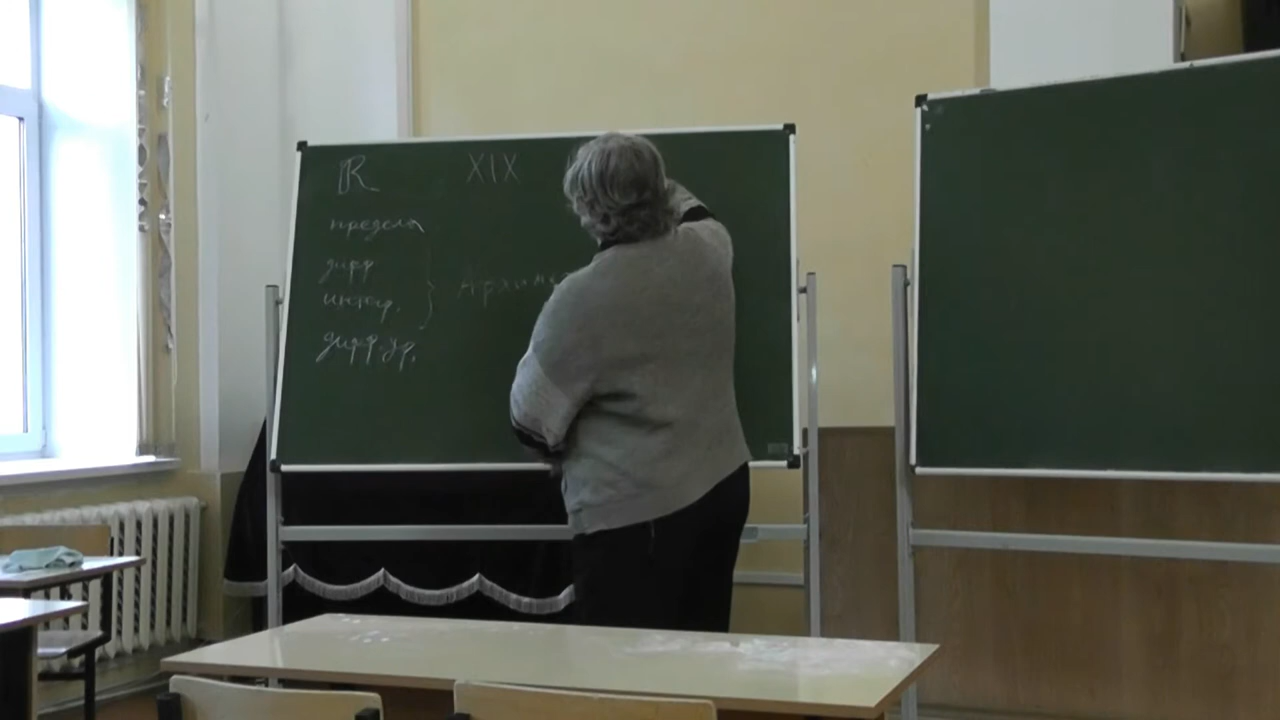 ℝ XIX
пределы
дифф
интегр.
дифф. ур.